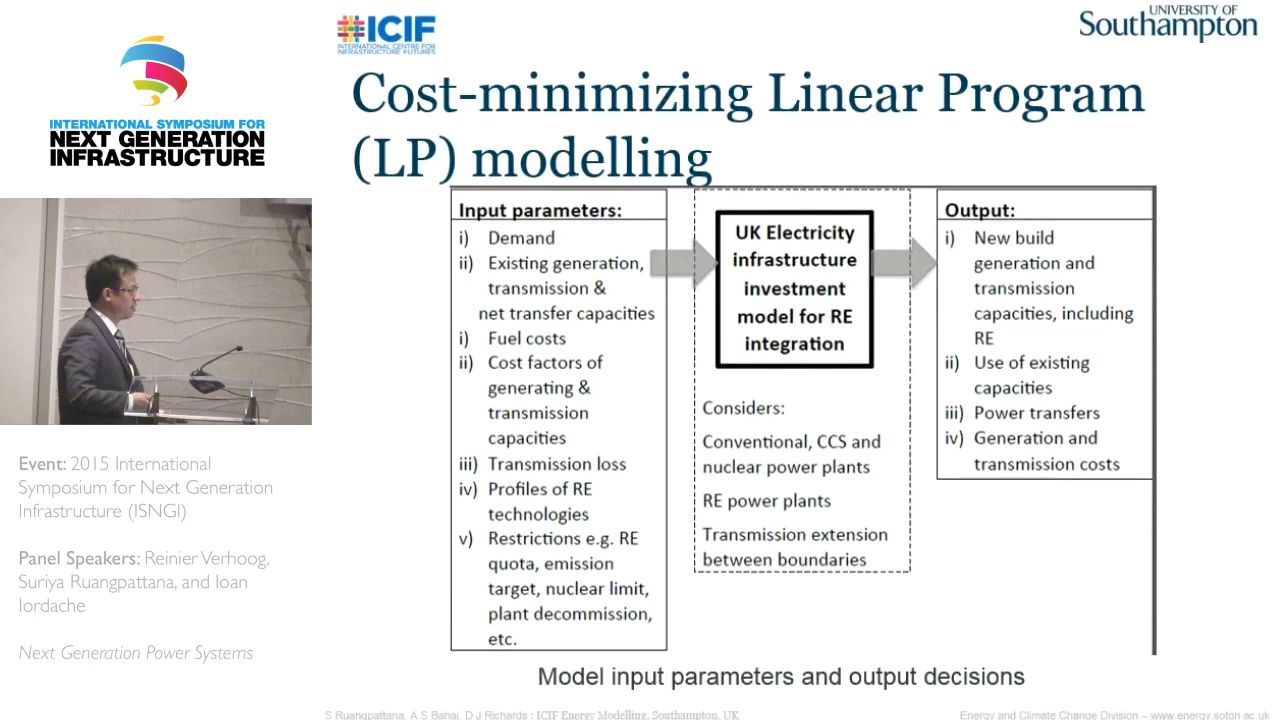 INTERNATIONAL SYMPOSIUM FOR
NEXT GENERATION
INFRASTRUCTURE
Event: 2015 International
Symposium for Next Generation
Infrastructure (ISNGI)
Panel Speakers: Reinier Verhoog,
Suriya Ruangpattana, and Ioan
Iordache
Next Generation Power Systems
ICIF
INTERNATIONAL CENTRE FOR
INFRASTRUCTURE FUTURES
UNIVERSITY OF
Southampton
Cost-minimizing Linear Program
(LP) modelling
Input parameters:
i) Demand
ii) Existing generation,
transmission &
net transfer capacities
i) Fuel costs
ii) Cost factors of
generating &
transmission
capacities
iii) Transmission loss
iv) Profiles of RE
technologies
v) Restrictions e.g. RE
quota, emission
target, nuclear limit,
plant decommission,
etc.
UK Electricity
infrastructure
investment
model for RE
integration
Considers:
Conventional, CCS and
nuclear power plants
RE power plants
Transmission extension
between boundaries
Output:
i) New build
generation and
transmission
capacities, including
RE
ii) Use of existing
capacities
iii) Power transfers
iv) Generation and
transmission costs
Model input parameters and output decisions
S Ruangpattana, A S Bahaj, D J Richards : ICIF Energy Modelling, Southampton, UK
Energy and Climate Change Division – www.energy.soton.ac.uk